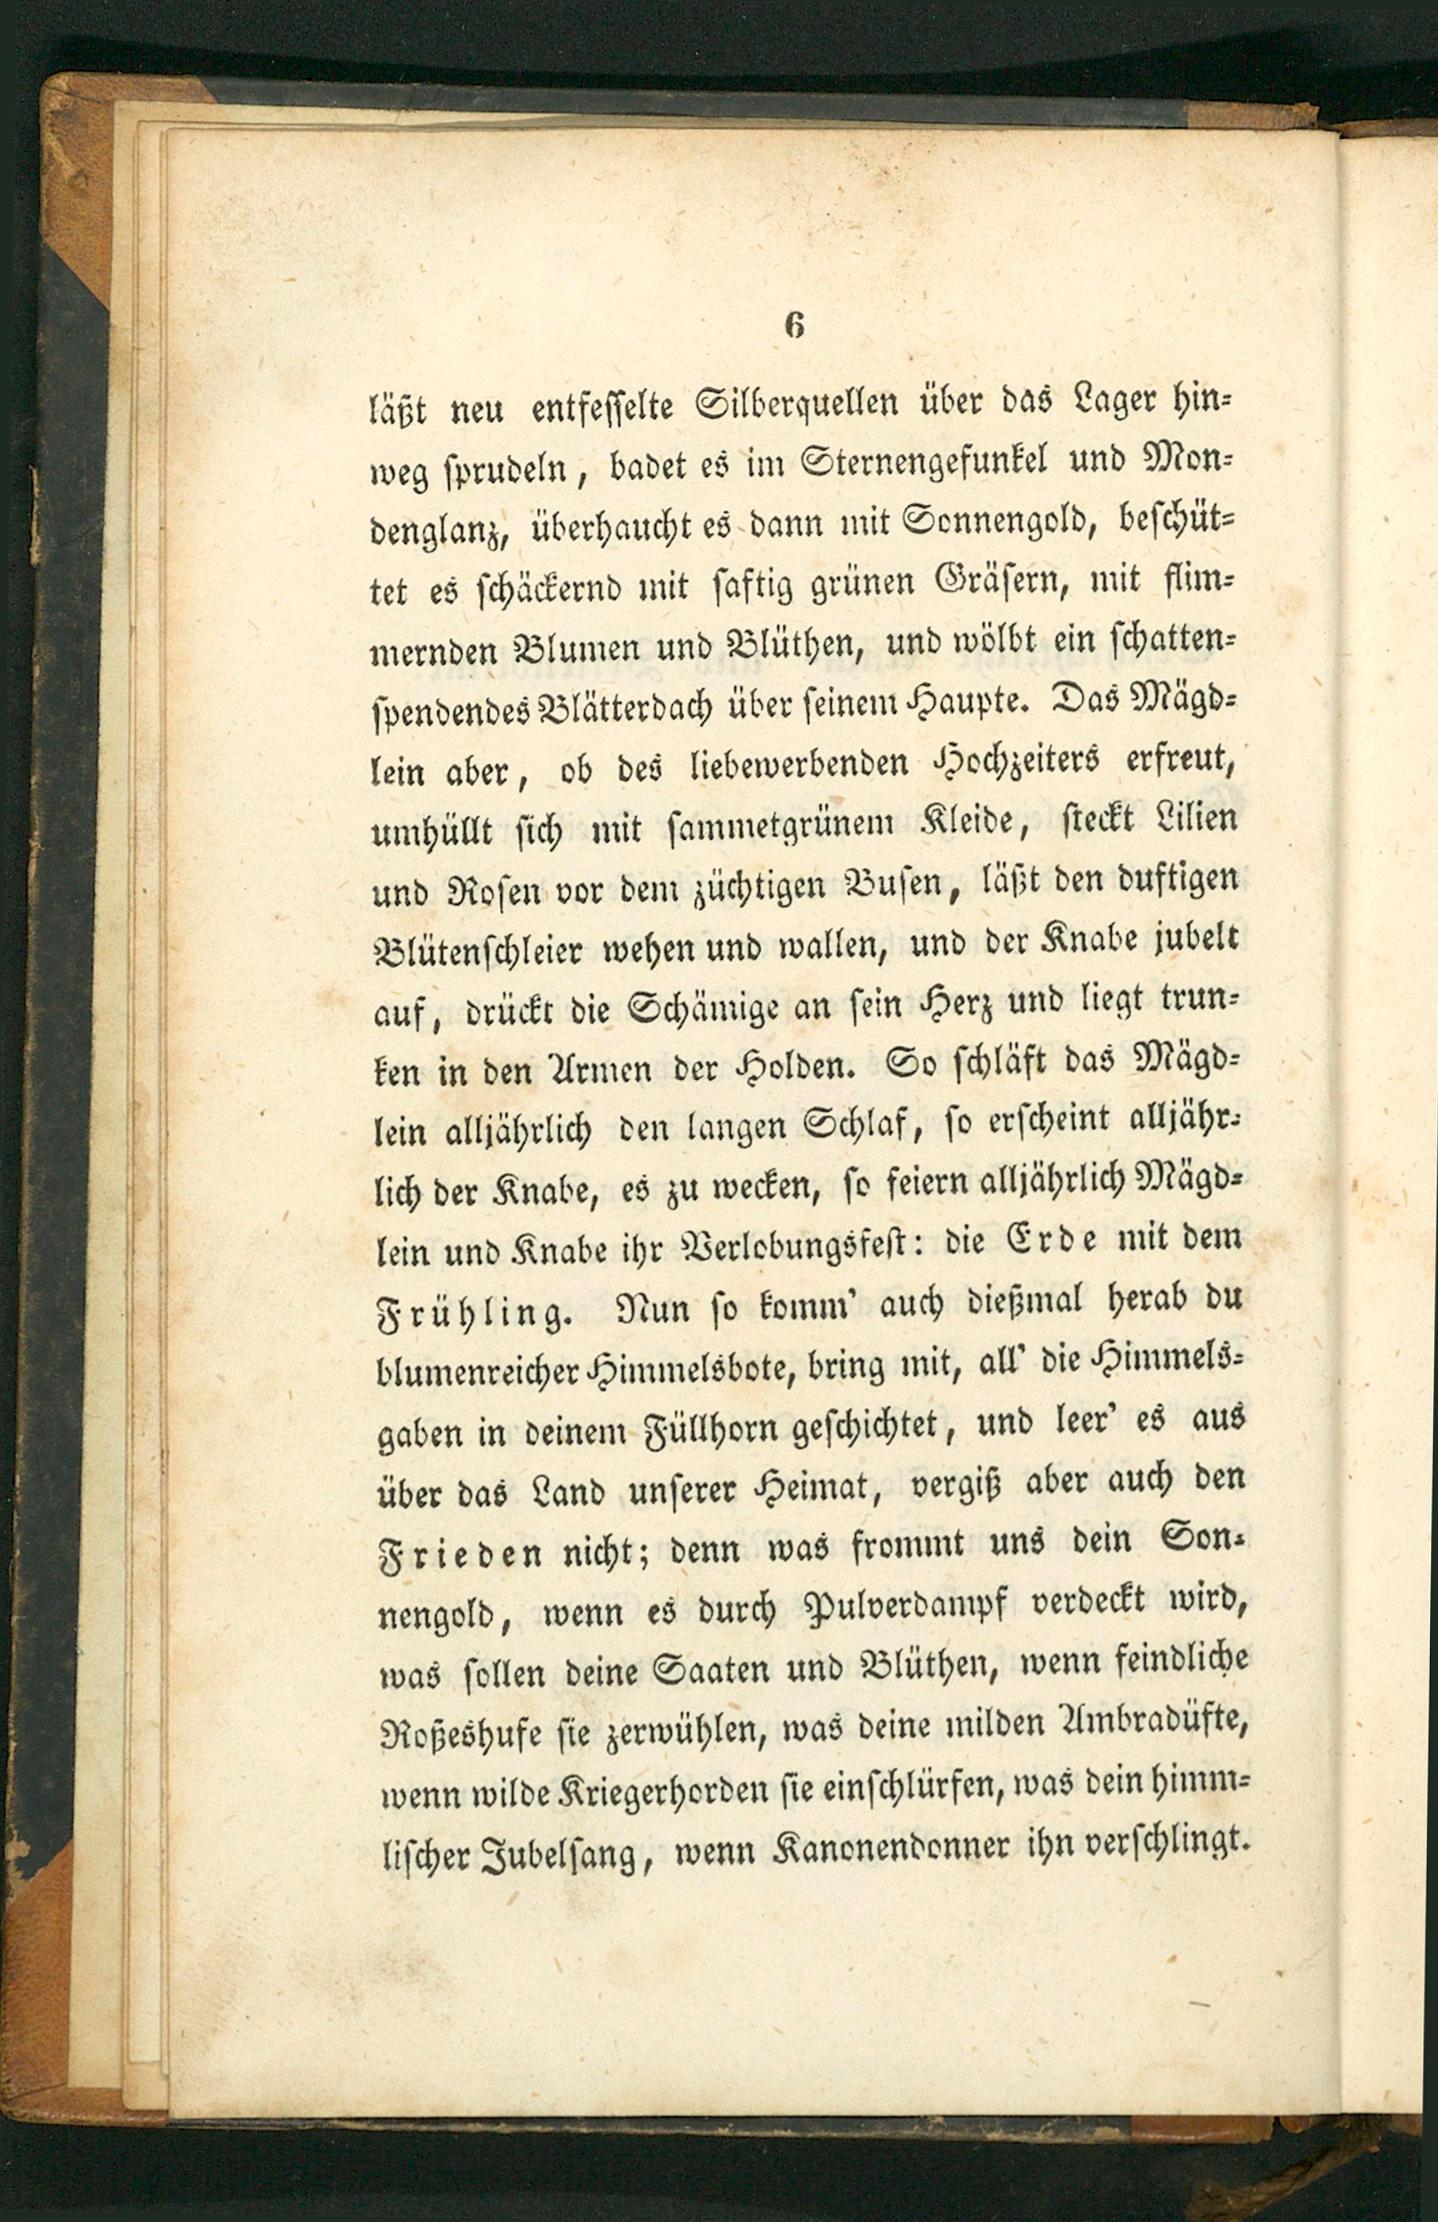 6
läßt neu entfesselte Silberquellen über das Lager hin-
weg sprudeln, badet es im Sternengefunkel und Mon-
denglanz, überhaucht es dann mit Sonnengold, beschüt-
tet es schäckernd mit saftig grünen Gräsern, mit flim-
mernden Blumen und Blüthen, und wölbt ein schatten-
spendendes Blätterdach über seinem Haupte. Das Mägd-
lein aber, ob des liebewerbenden Hochzeiters erfreut,
umhüllt sich mit sammetgrünem Kleide, steckt Lilien
und Rosen vor dem züchtigen Busen, läßt den duftigen
Blütenschleier wehen und wallen, und der Knabe jubelt
auf, drückt die Schämige an sein Herz und liegt trun-
ken in den Armen der Holden. So schläft das Mägd-
lein alljährlich den langen Schlaf, so erscheint alljähr-
lich der Knabe, es zu wecken, so feiern alljährlich Mägd-
lein und Knabe ihr Verlobungsfest: die Erde mit dem
Frühling. Nun so komm' auch dießmal herab du
blumenreicher Himmelsbote, bring mit, all' die Himmels-
gaben in deinem Füllhorn geschichtet, und leer' es aus
über das Land unserer Heimat, vergiß aber auch den
Frieden nicht; denn was frommt uns dein Son-
nengold, wenn es durch Pulverdampf verdeckt wird,
was sollen deine Saaten und Blüthen, wenn feindliche
Roßeshufe sie zerwühlen, was deine milden Ambradüfte,
wenn wilde Kriegerhorden sie einschlürfen, was dein himm-
lischer Jubelsang, wenn Kanonendonner ihn verschlingt.